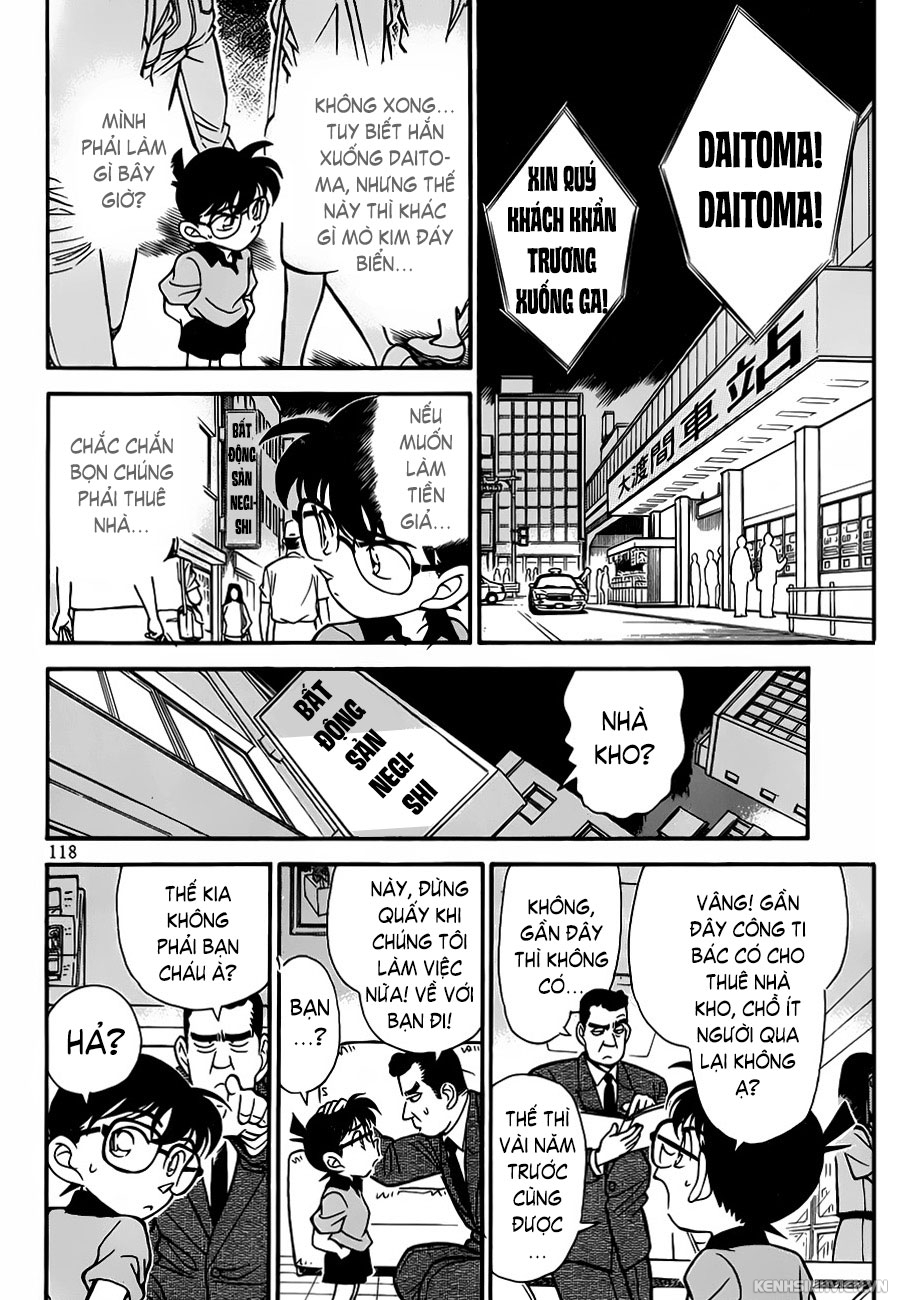 DAITOMA!
DAITOMA!
XIN QUÝ
KHÁCH KHẨN
TRƯƠNG
XUỐNG GA!
大渡間車站
KHÔNG XONG...
TUY BIẾT HẮN
XUỐNG DAITO-
MA, NHƯNG THẾ
NÀY THÌ KHÁC
GÌ MÒ KIM ĐÁY
BIỂN...
MÌNH
PHẢI LÀM
GÌ BÂY
GIỜ?
NẾU
MUỐN
LÀM
TIỀN
GIẢ...
BẤT
ĐỘNG
SẢN
NEGI-
SHI
CHẮC CHẮN
BỌN CHÚNG
PHẢI THUÊ
NHÀ...
NHÀ
KHO?
BẤT
ĐỘNG
SẢN
NEGI-
SHI
118
VÂNG! GẦN
ĐÂY CÔNG TI
BÁC CÓ CHO
THUÊ NHÀ
KHO, CHỖ ÍT
NGƯỜI QUA
LẠI KHÔNG
Ạ?
KHÔNG,
GẦN ĐÂY
THÌ KHÔNG
CÓ...
THẾ THÌ
VÀI NĂM
TRƯỚC
CŨNG
ĐƯỢC
...
NÀY, ĐỪNG
QUẤY KHI
CHÚNG TÔI
LÀM VIỆC
NỮA! VỀ VỚI
BẠN ĐI!
BẠN
...?
THẾ KIA
KHÔNG
PHẢI BẠN
CHÁU À?
HẢ?
KENHSINHVIEN.VN